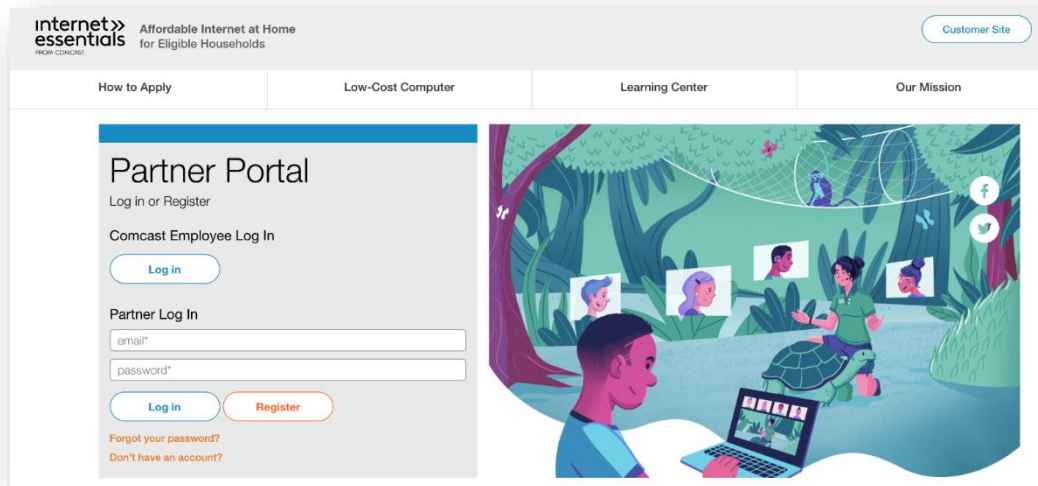 internet>>
essentials
FROM COMCAST
Affordable Internet at Home
for Eligible Households
Customer Site
How to Apply
Low-Cost Computer
Learning Center
Our Mission
Partner Portal
Log in or Register
Comcast Employee Log In
Log in
Partner Log In
email*
password*
Log in
Register
Forgot your password?
Don't have an account?